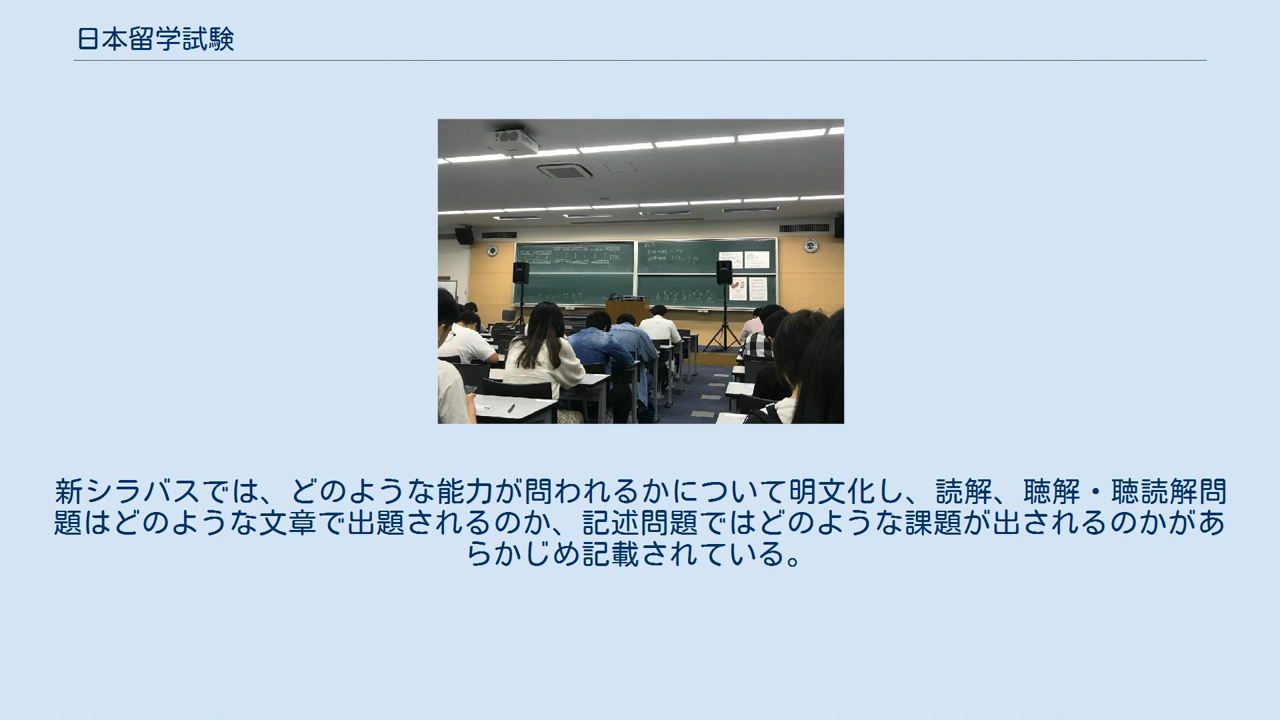 日本留学試験
新シラバスでは、どのような能力が問われるかについて明文化し、読解、聴解・聴読解問
題はどのような文章で出題されるのか、記述問題ではどのような課題が出されるのかがあ
らかじめ記載されている。